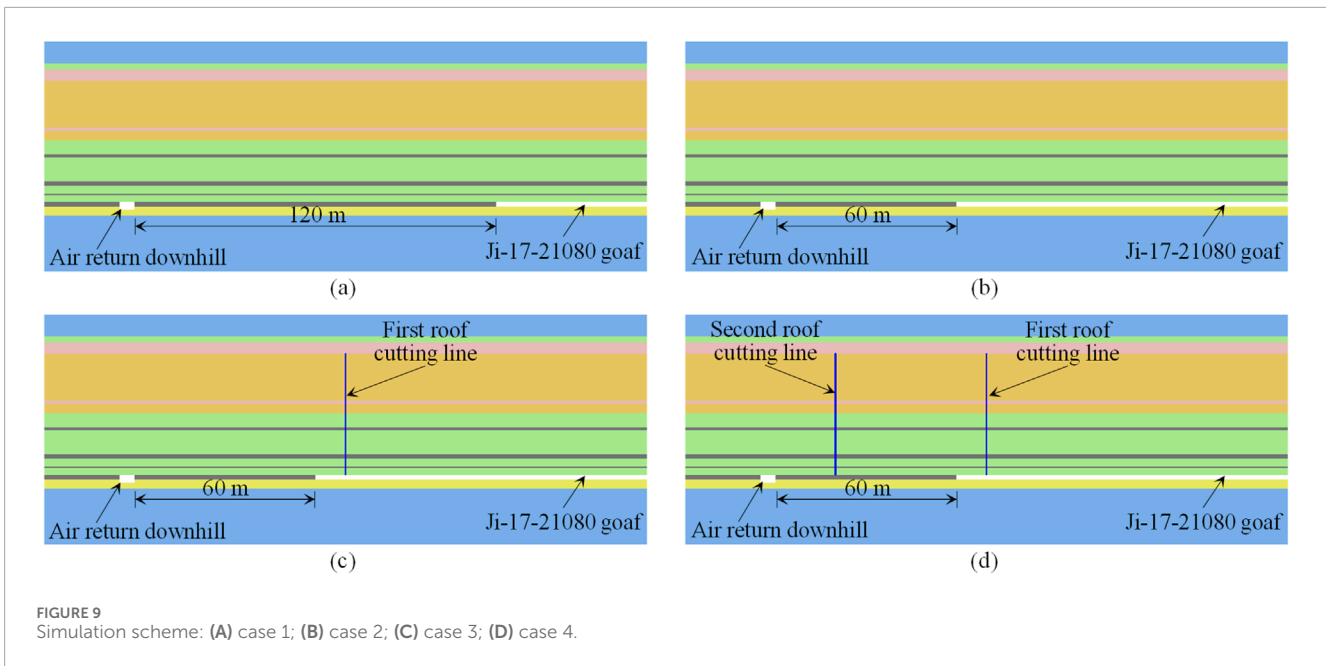 120 m
Air return downhill
Ji-17-21080 goaf
(a)
60 m
Air return downhill
Ji-17-21080 goaf
(b)
First roof
cutting line
60 m
Air return downhill
Ji-17-21080 goaf
(c)
Second roof
cutting line
First roof
cutting line
60 m
Air return downhill
Ji-17-21080 goaf
(d)
FIGURE 9
Simulation scheme: (A) case 1; (B) case 2; (C) case 3; (D) case 4.